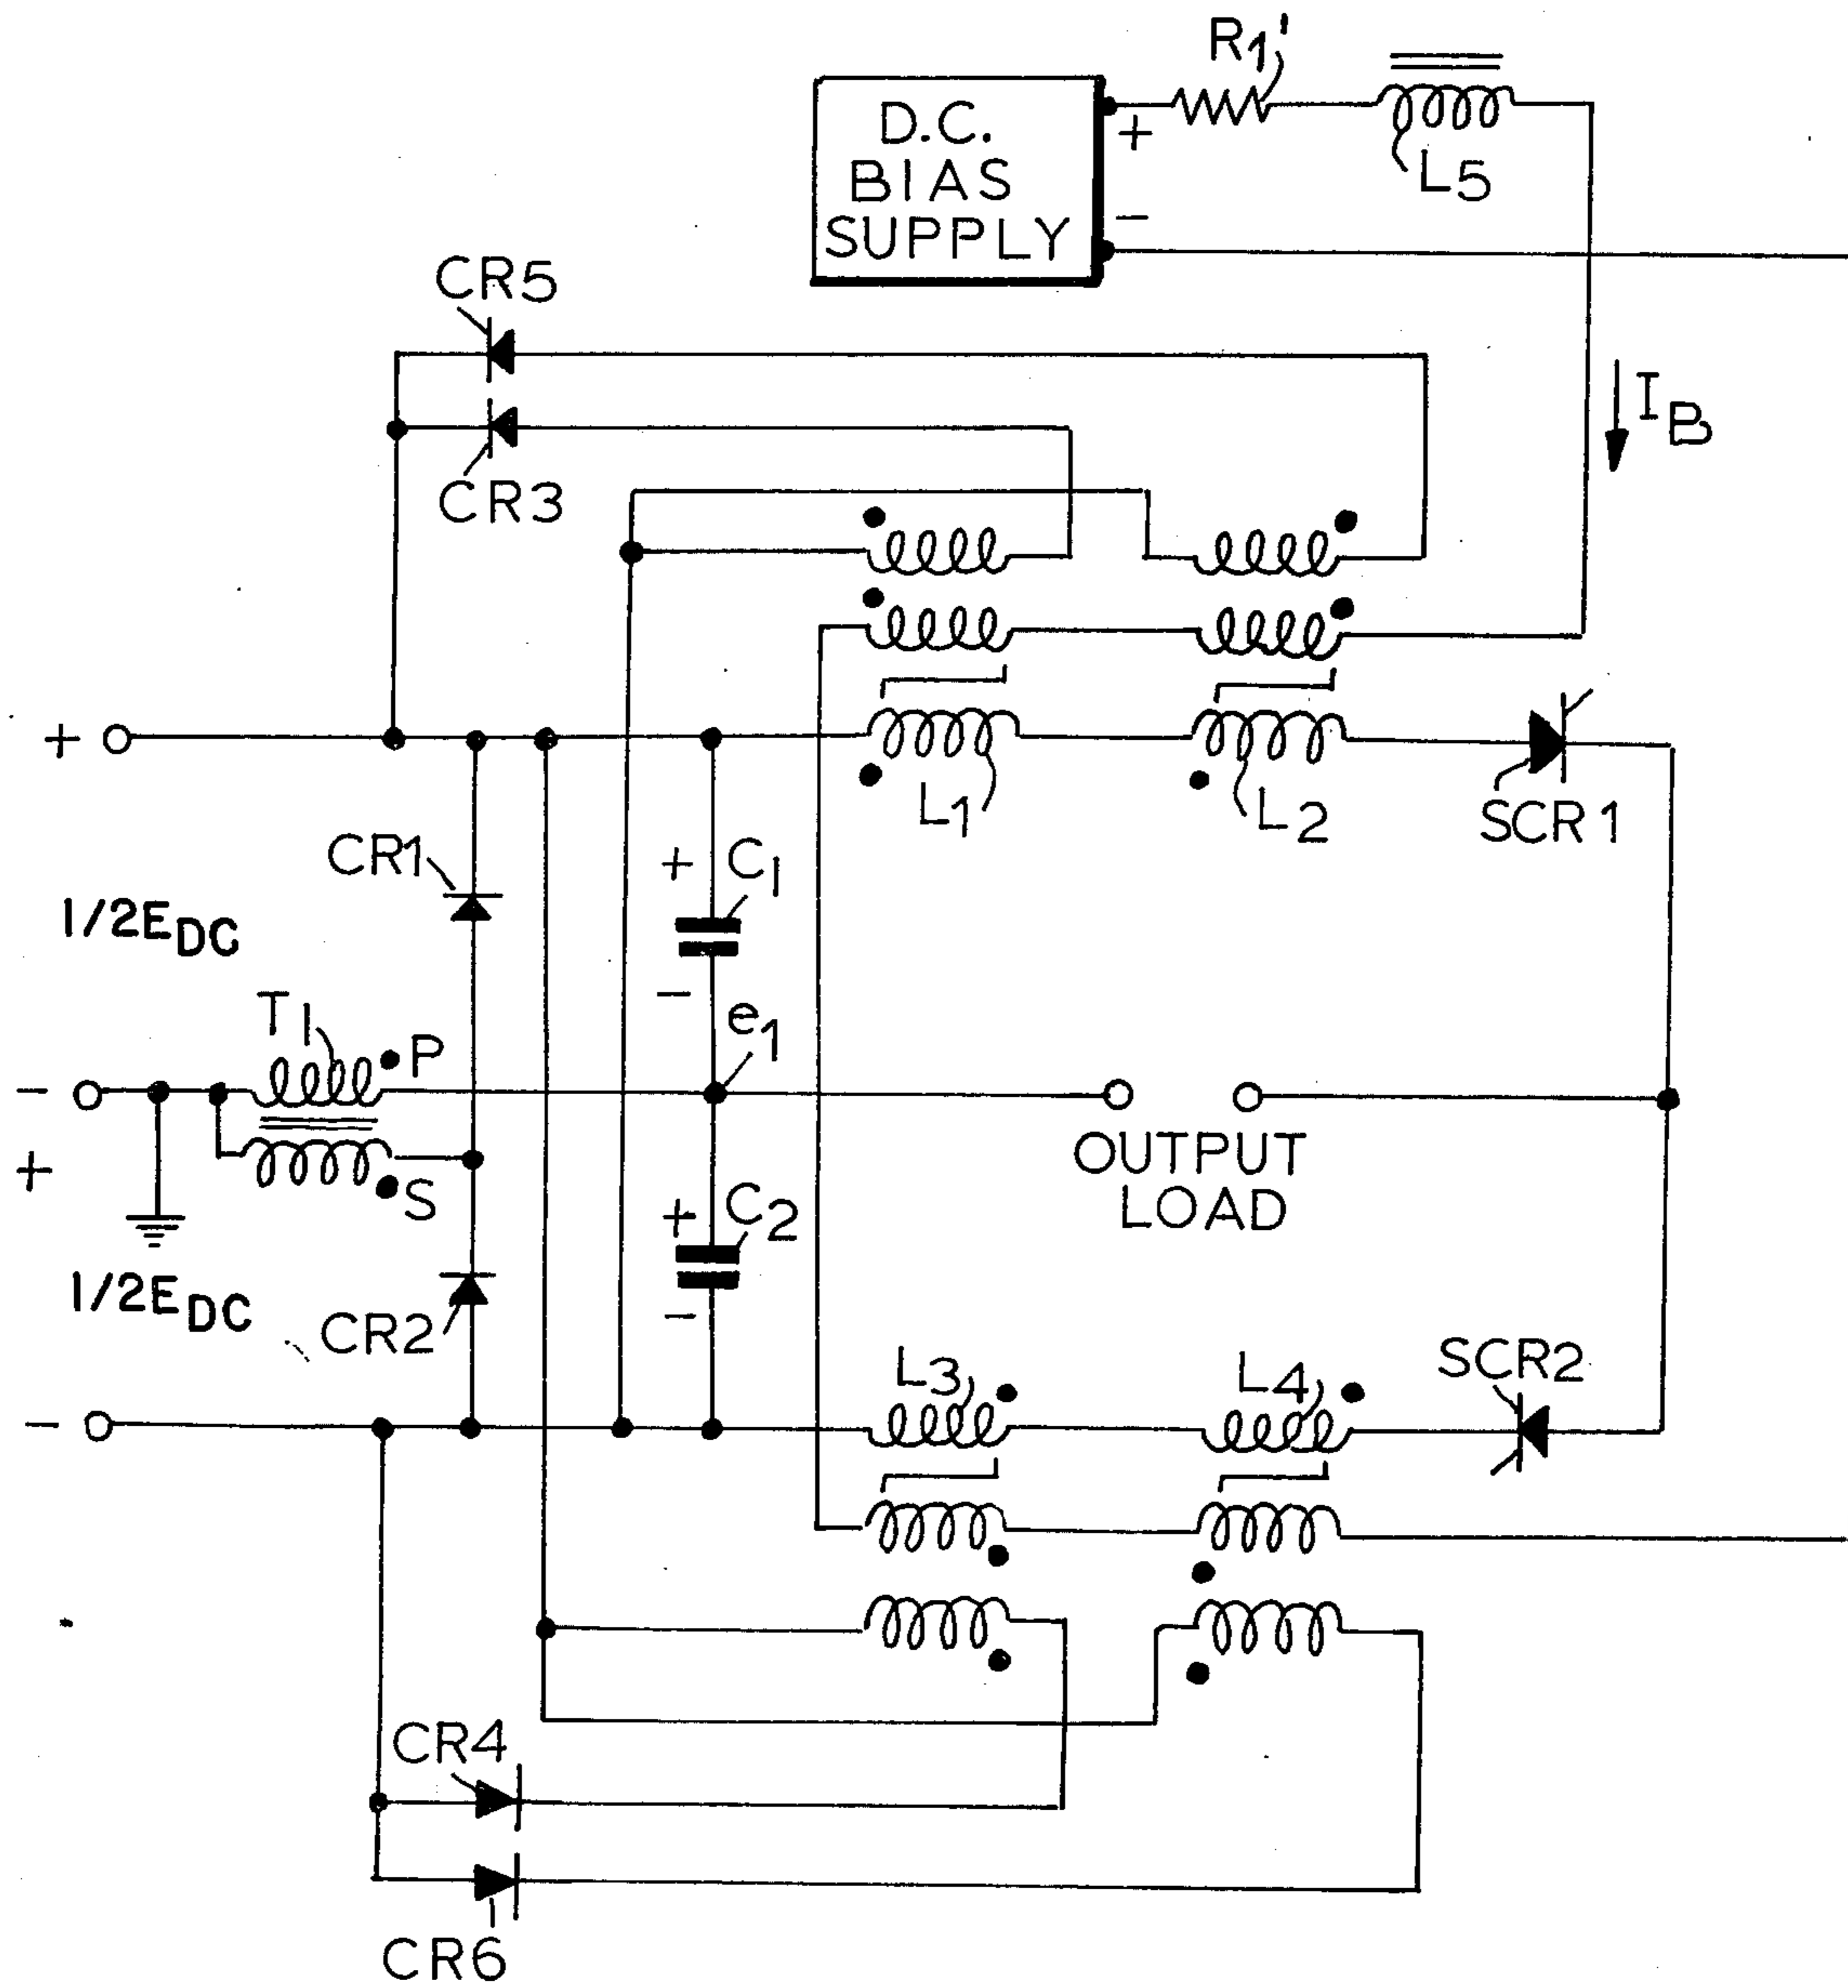 R1'
D.C.
BIAS
SUPPLY
+
-
L5
CR5
IB
CR3
+
L1
L2
SCR1
CR1
+
C1
1/2EDC
-
T1
P
e1
-
+
S
OUTPUT
LOAD
+
C2
1/2EDC
CR2
-
L3
L4
SCR2
-
CR4
CR6